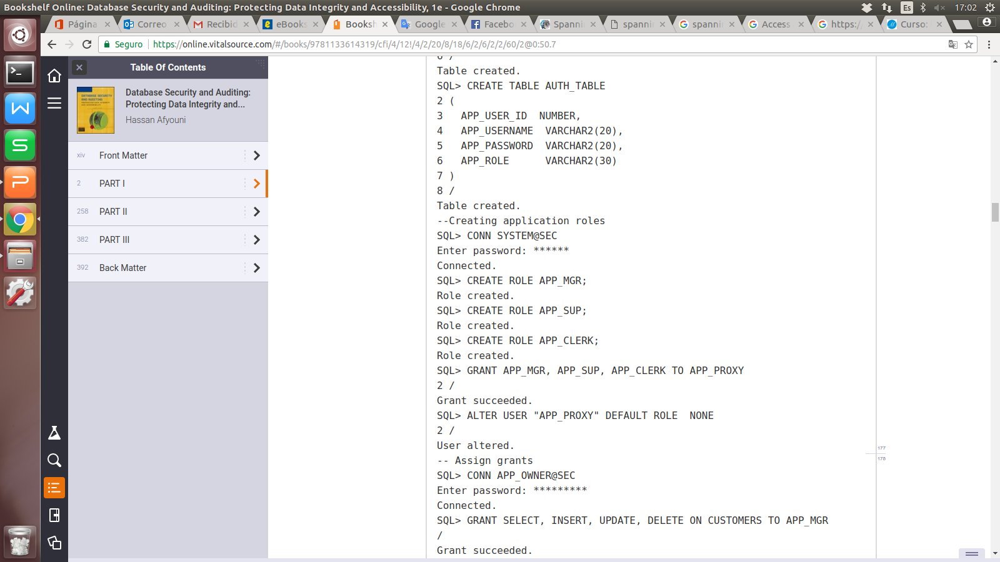 Bookshelf Online: Database Security and Auditing: Protecting Data Integrity and Accessibility, 1e - Google Chrome
Es
17:02
Página
Correo
Recibid
eBooks
Booksh
Google
Facebo
Spannin
spannin
spannin
Access
https:/
Curso:
Seguro
https://online.vitalsource.com/#/books/9781133614319/cfi/4/12!/4/2/20/8/18/6/2/6/2/2/60/2@0:50.7
Table Of Contents
Database Security and Auditing:
Protecting Data Integrity and...
Hassan Afyouni
xiv Front Matter
2 PART I
258 PART II
382 PART III
392 Back Matter
6 /
Table created.
SQL> CREATE TABLE AUTH_TABLE
2 (
3 APP_USER_ID NUMBER,
4 APP_USERNAME VARCHAR2(20),
5 APP_PASSWORD VARCHAR2(20),
6 APP_ROLE VARCHAR2(30)
7 )
8 /
Table created.
--Creating application roles
SQL> CONN SYSTEM@SEC
Enter password: ******
Connected.
SQL> CREATE ROLE APP_MGR;
Role created.
SQL> CREATE ROLE APP_SUP;
Role created.
SQL> CREATE ROLE APP_CLERK;
Role created.
SQL> GRANT APP_MGR, APP_SUP, APP_CLERK TO APP_PROXY
2 /
Grant succeeded.
SQL> ALTER USER "APP_PROXY" DEFAULT ROLE NONE
2 /
User altered.
177
-- Assign grants
178
SQL> CONN APP_OWNER@SEC
Enter password: *********
Connected.
SQL> GRANT SELECT, INSERT, UPDATE, DELETE ON CUSTOMERS TO APP_MGR
/
Grant succeeded.